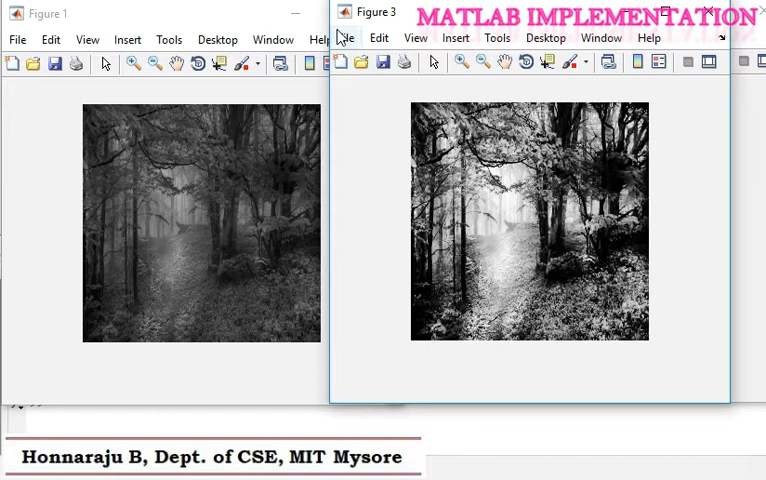 Figure 1
Figure 3
MATLAB IMPLEMENTATION
File Edit View Insert Tools Desktop Window
Edit View Insert Tools Desktop Window Help
Honnaraju B, Dept. of CSE, MIT Mysore